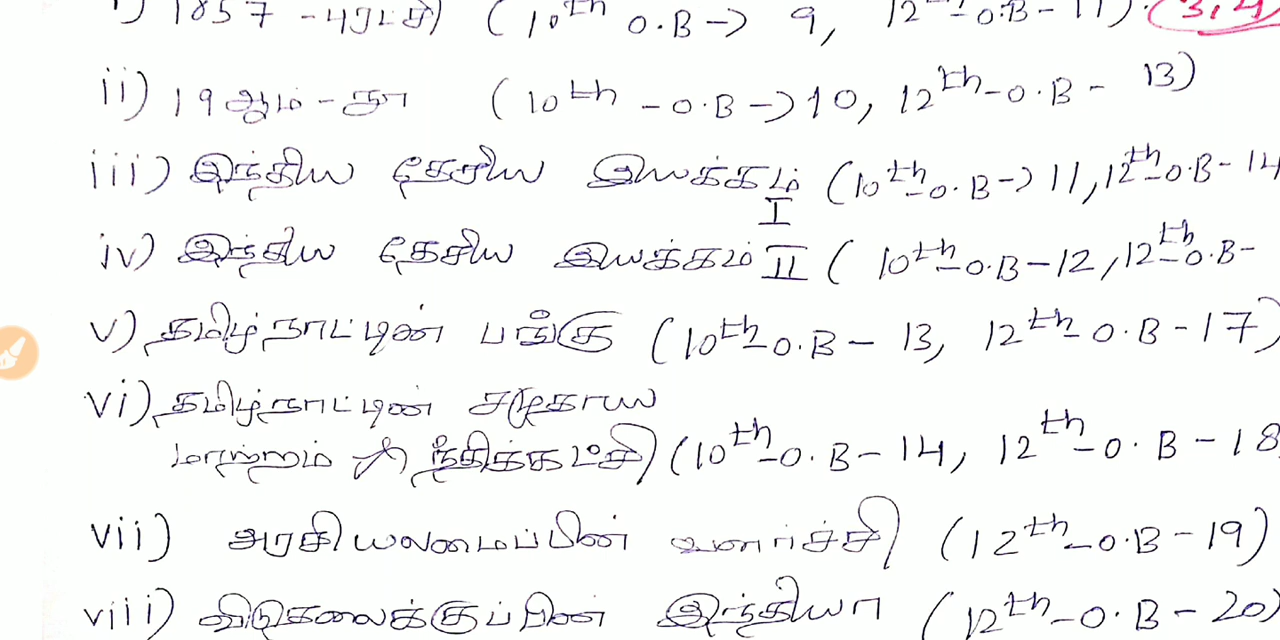 i) 1857 - புரட்சி (10th O.B -> 9, 12th - O.B - 11) (3,4)
ii) 19ஆம் - நூ (10th - O.B -> 10, 12th - O.B - 13)
iii) இந்திய தேசிய இயக்கம் I (10th - O.B -> 11, 12th - O.B - 14
iv) இந்திய தேசிய இயக்கம் II ( 10th - O.B - 12, 12th - O.B -
v) தமிழ்நாட்டின் பங்கு (10th - O.B - 13, 12th - O.B - 17)
vi) தமிழ்நாட்டின் சமுதாய
மாற்றம் நீதிக்கட்சி) (10th - O.B - 14, 12th - O.B - 18
vii) அரசியலமைப்பின் வளர்ச்சி (12th - O.B - 19)
viii) விடுதலைக்குப்பின் இந்தியா (12th - O.B - 20)